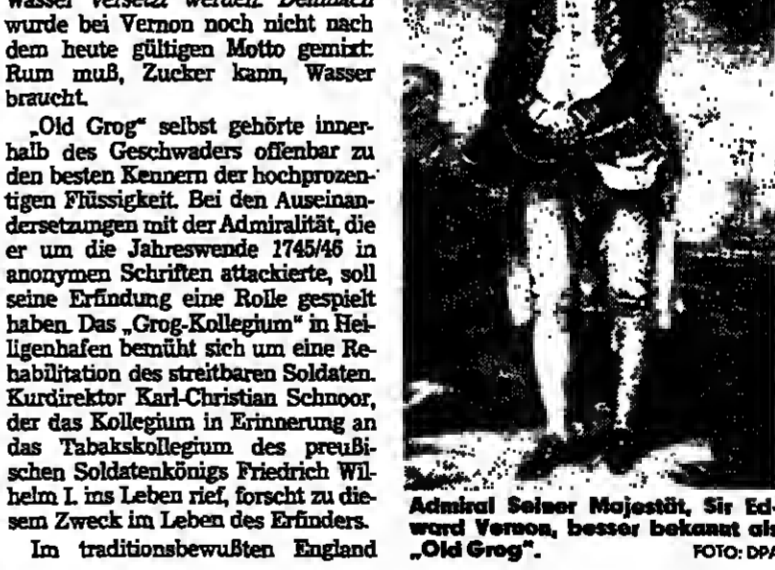 Wasser versetzt werden. Demnach
wurde bei Vernon noch nicht nach
dem heute gültigen Motto gemixt:
Rum muß, Zucker kann, Wasser
braucht.
„Old Grog“ selbst gehörte inner-
halb des Geschwaders offenbar zu
den besten Kennern der hochprozen-
tigen Flüssigkeit. Bei den Auseinan-
dersetzungen mit der Admiralität, die
er um die Jahreswende 1745/46 in
anonymen Schriften attackierte, soll
seine Erfindung eine Rolle gespielt
haben. Das „Grog-Kollegium“ in Hei-
ligenhafen bemüht sich um eine Re-
habilitation des streitbaren Soldaten.
Kurdirektor Karl-Christian Schnoor,
der das Kollegium in Erinnerung an
das Tabakskollegium des preußi-
schen Soldatenkönigs Friedrich Wil-
helm I. ins Leben rief, forscht zu die-
sem Zweck im Leben des Erfinders.
Im traditionsbewußten England
Admiral Seiner Majestät, Sir Ed-
ward Vernon, besser bekannt als
„Old Grog“. FOTO: DPA